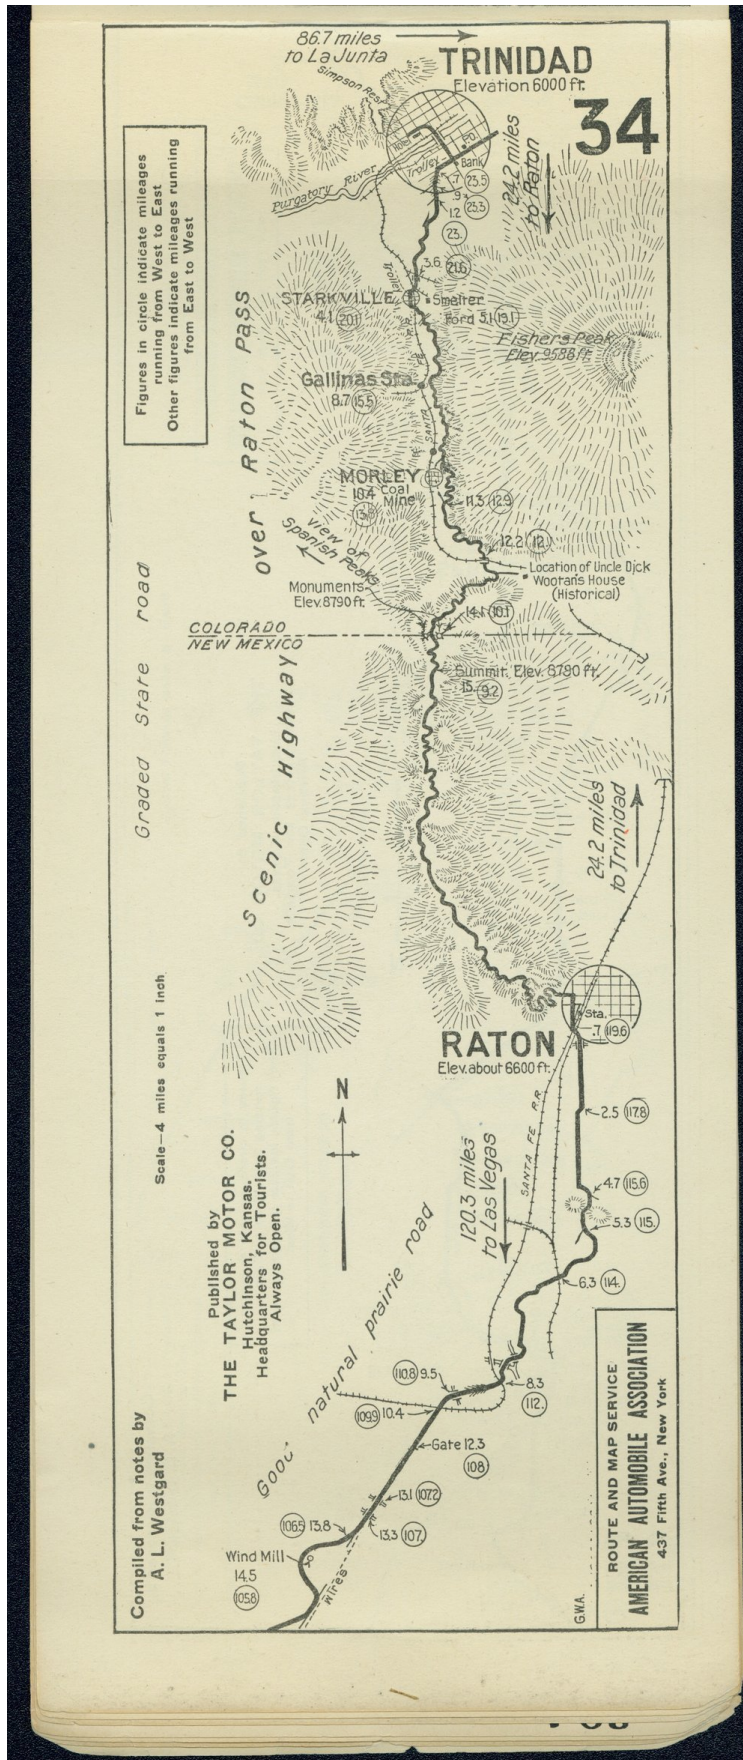 86.7 miles
to La Junta
TRINIDAD
Elevation 6000 ft.
34
Simpson Rest
Hotel
P.O.
Trolley
Bank
Purgatory River
.7 25.5
.9 25.3
1.2
23.
24.2 miles
to Raton
Figures in circle indicate mileages
running from West to East
Other figures indicate mileages running
from East to West
3.6 21.6
Trolley
STARKVILLE
4.1 20.1
Smelter
Ford 5.1 19.1
Fishers Peak
Elev. 9586 ft.
Gallinas Sta.
8.7 15.5
SANTA FE R.R.
MORLEY
10.4 Coal
Mine
13.8
11.3 12.9
12.2 12.
View of
Spanish Peaks
Location of Uncle Dick
Wootan's House
(Historical)
Monuments
Elev. 8790 ft.
14.1 10.1
COLORADO
NEW MEXICO
Summit. Elev. 8790 ft.
15. 9.2
Scenic Highway over Raton Pass
Graded State road
24.2 miles
to Trinidad
Sta.
.7 119.6
RATON
Elev. about 6600 ft.
Scale—4 miles equals 1 inch
N
SANTA FE R.R.
2.5 117.8
120.3 miles
to Las Vegas
4.7 115.6
5.3 115.
6.3 114.
Published by
THE TAYLOR MOTOR CO.
Hutchinson, Kansas.
Headquarters for Tourists.
Always Open.
Good natural prairie road
110.8 9.5
8.3
112.
109.9 10.4
Gate 12.3
108
13.1 107.2
106.5 13.8
13.3 107.
Wind Mill
14.5
105.8
Wires
Compiled from notes by
A. L. Westgard
G.W.A.
ROUTE AND MAP SERVICE
AMERICAN AUTOMOBILE ASSOCIATION
437 Fifth Ave., New York